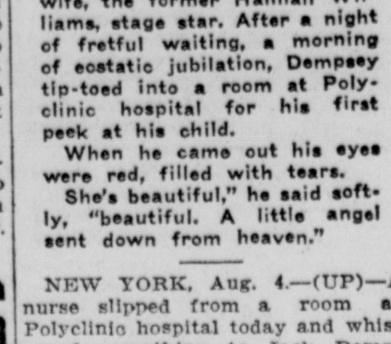 wife, the former Hannah Wil-
liams, stage star. After a night
of fretful waiting, a morning
of ecstatic jubilation, Dempsey
tip-toed into a room at Poly-
clinic hospital for his first
peek at his child.
When he came out his eyes
were red, filled with tears.
She's beautiful," he said soft-
ly, "beautiful. A little angel
sent down from heaven."
NEW YORK, Aug. 4.—(UP)—
nurse slipped from a room a
Polyclinic hospital today and whis